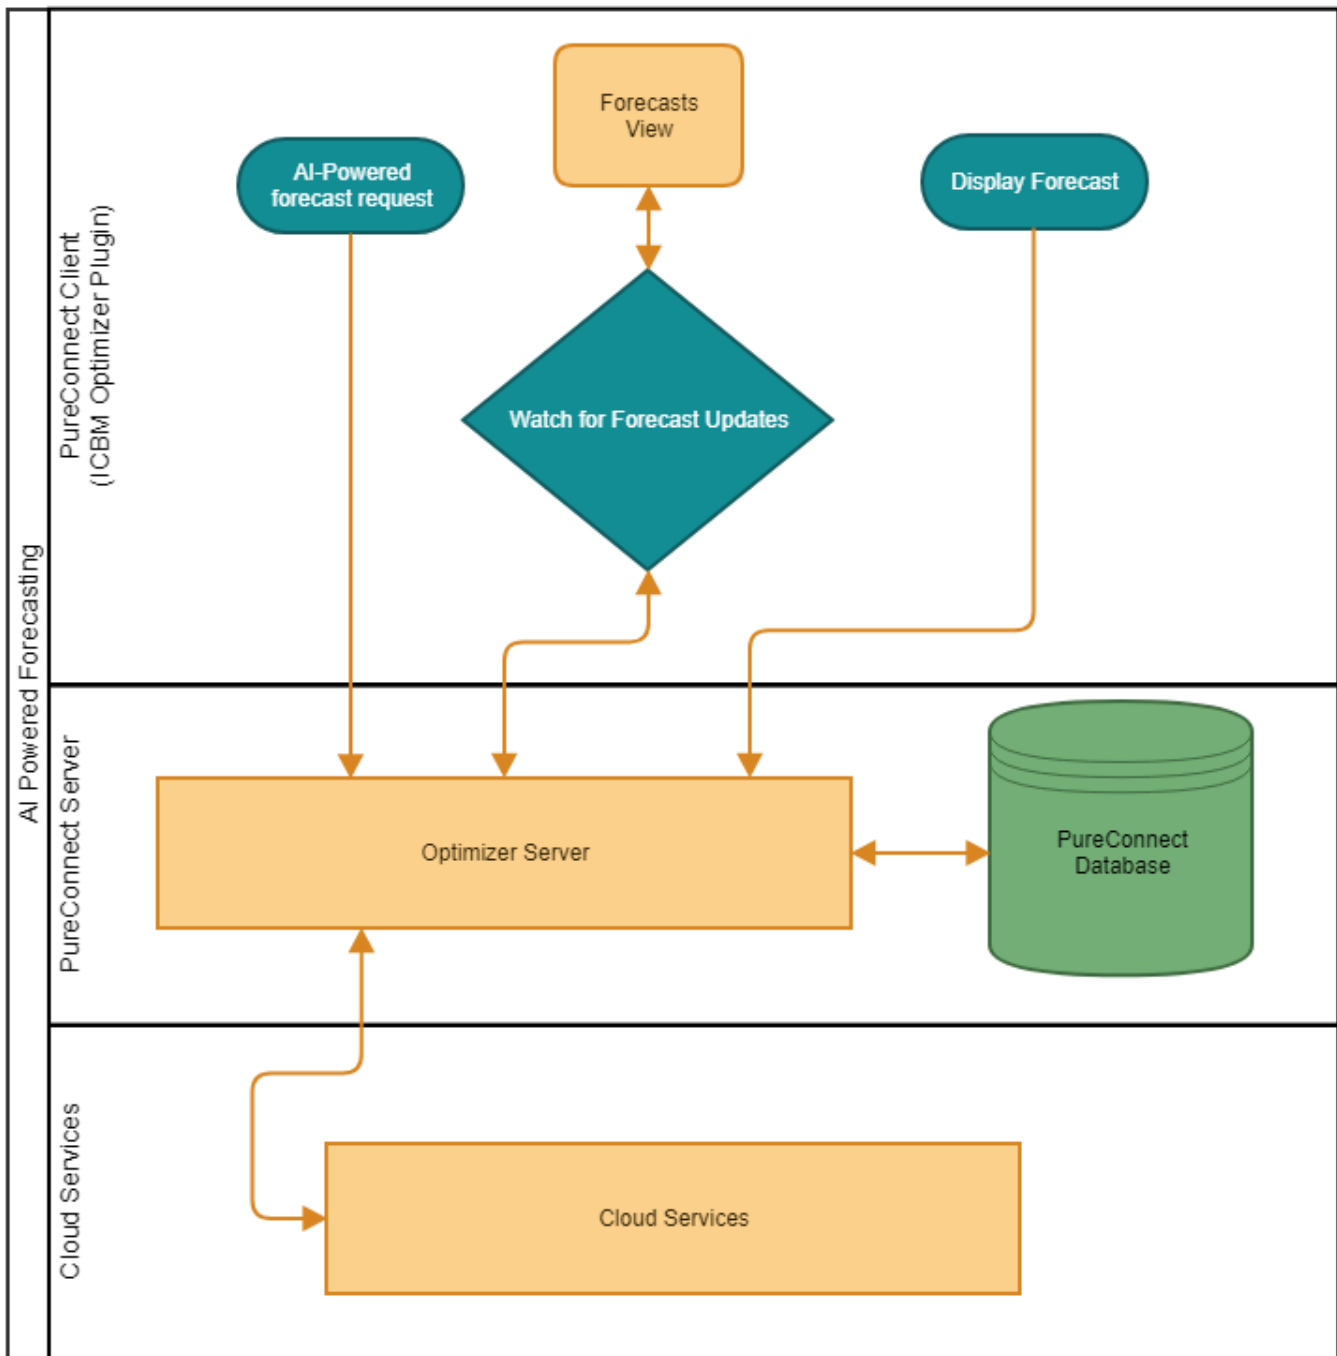 AI Powered Forecasting
PureConnect Client
(ICBM Optimizer Plugin)
Forecasts
View
AI-Powered
forecast request
Display Forecast
Watch for Forecast Updates
PureConnect Server
Optimizer Server
PureConnect
Database
Cloud Services
Cloud Services